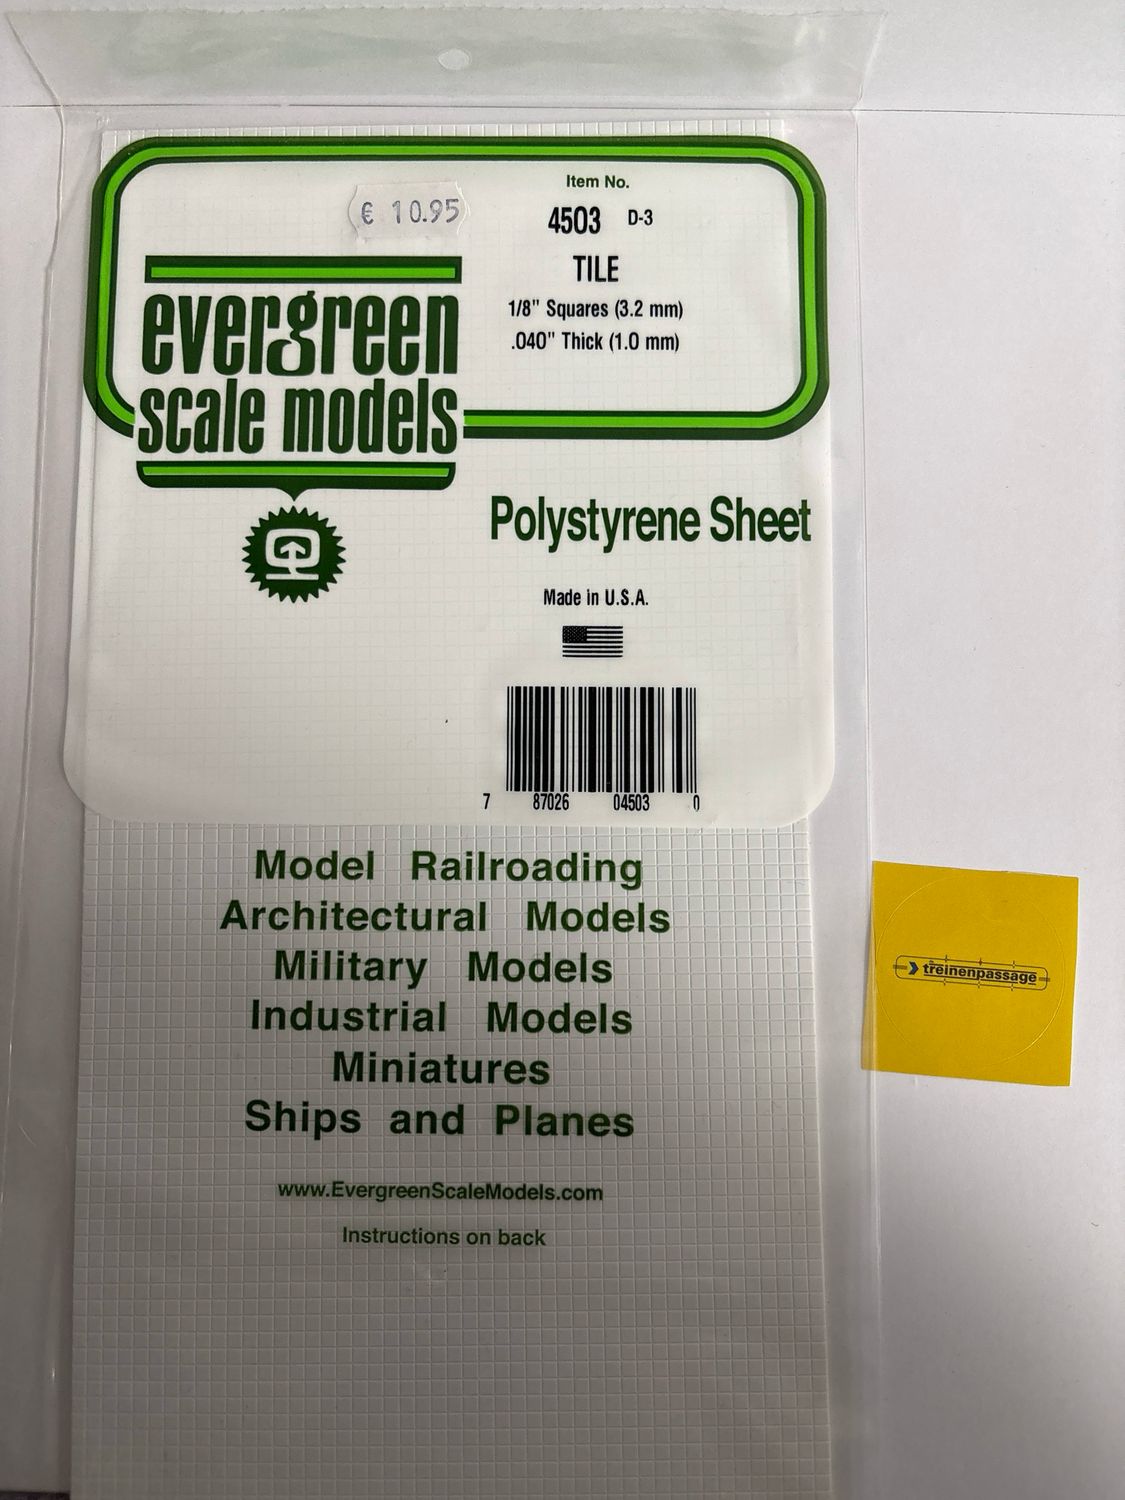 Item No.
€ 10.95
4503 D-3
TILE
1/8" Squares (3.2 mm)
.040" Thick (1.0 mm)
evergreen
scale models
Polystyrene Sheet
Made in U.S.A.
7 87026 04503 0
Model Railroading
Architectural Models
Military Models
Industrial Models
Miniatures
Ships and Planes
www.EvergreenScaleModels.com
Instructions on back
treinenpassage